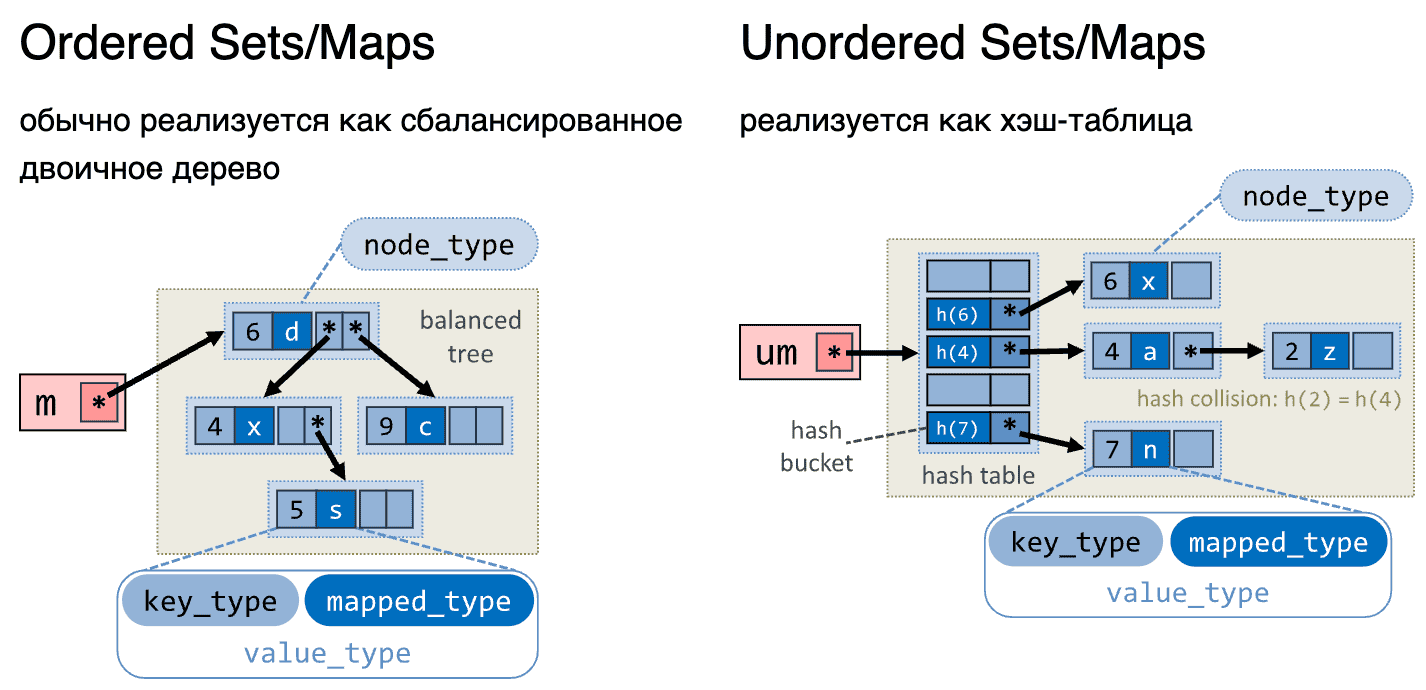 Ordered Sets/Maps
обычно реализуется как сбалансированное
двоичное дерево
node_type
balanced
tree
6 d * *
m *
4 x *
9 c
5 s
key_type mapped_type
value_type
Unordered Sets/Maps
реализуется как хэш-таблица
node_type
6 x
h(6) *
um *
h(4) *
4 a *
2 z
hash collision: h(2) = h(4)
h(7) *
hash
bucket
7 n
hash table
key_type mapped_type
value_type